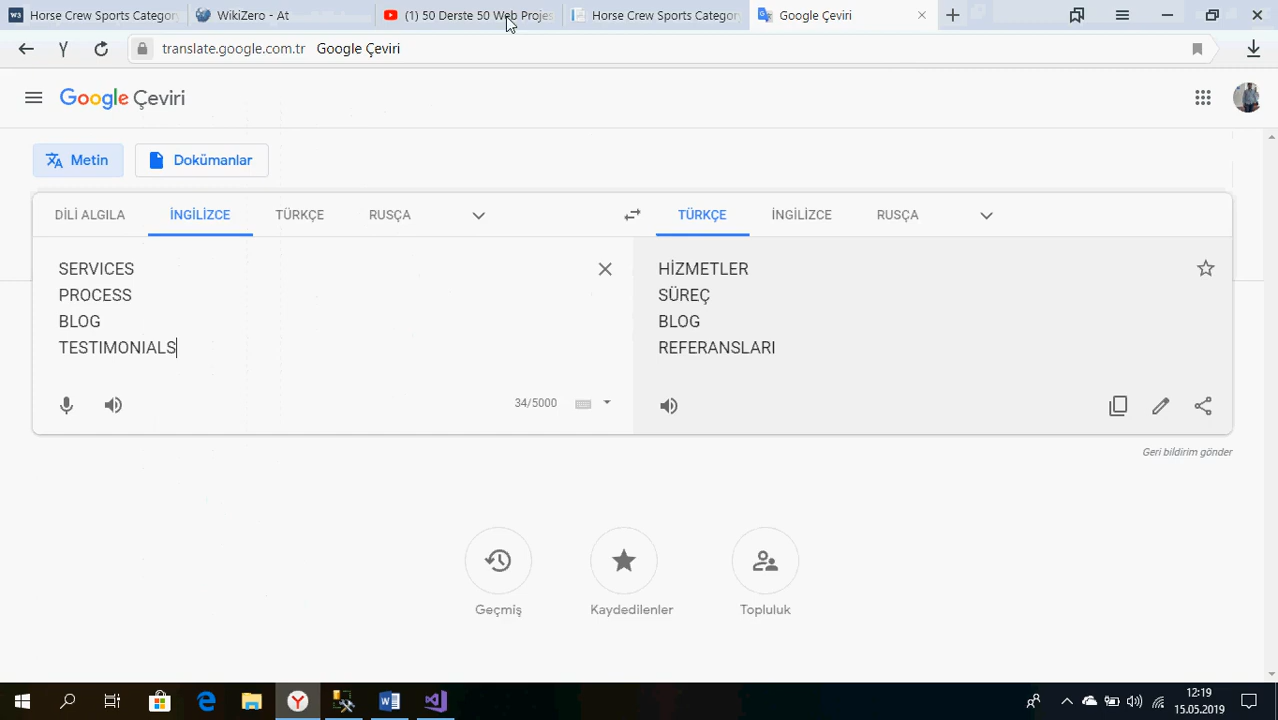 Horse Crew Sports Category
WikiZero - At
(1) 50 Derste 50 Web Projes
Horse Crew Sports Category
Google Çeviri
translate.google.com.tr Google Çeviri
Google Çeviri
Metin
Dokümanlar
DİLİ ALGILA İNGİLİZCE TÜRKÇE RUSÇA
TÜRKÇE İNGİLİZCE RUSÇA
SERVICES
PROCESS
BLOG
TESTIMONIALS
34/5000
HİZMETLER
SÜREÇ
BLOG
REFERANSLARI
Geri bildirim gönder
Geçmiş
Kaydedilenler
Topluluk
12:19
15.05.2019